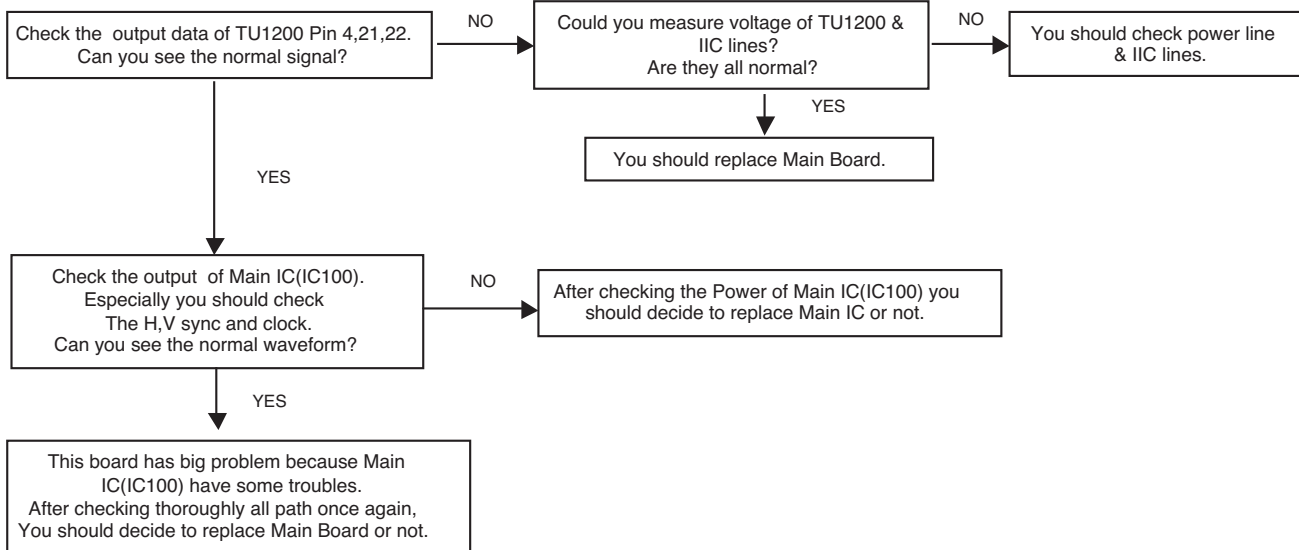 Check the output data of TU1200 Pin 4,21,22.
Can you see the normal signal?
NO
Could you measure voltage of TU1200 &
IIC lines?
Are they all normal?
NO
You should check power line
& IIC lines.
YES
You should replace Main Board.
YES
Check the output of Main IC(IC100).
Especially you should check
The H,V sync and clock.
Can you see the normal waveform?
NO
After checking the Power of Main IC(IC100) you
should decide to replace Main IC or not.
YES
This board has big problem because Main
IC(IC100) have some troubles.
After checking thoroughly all path once again,
You should decide to replace Main Board or not.